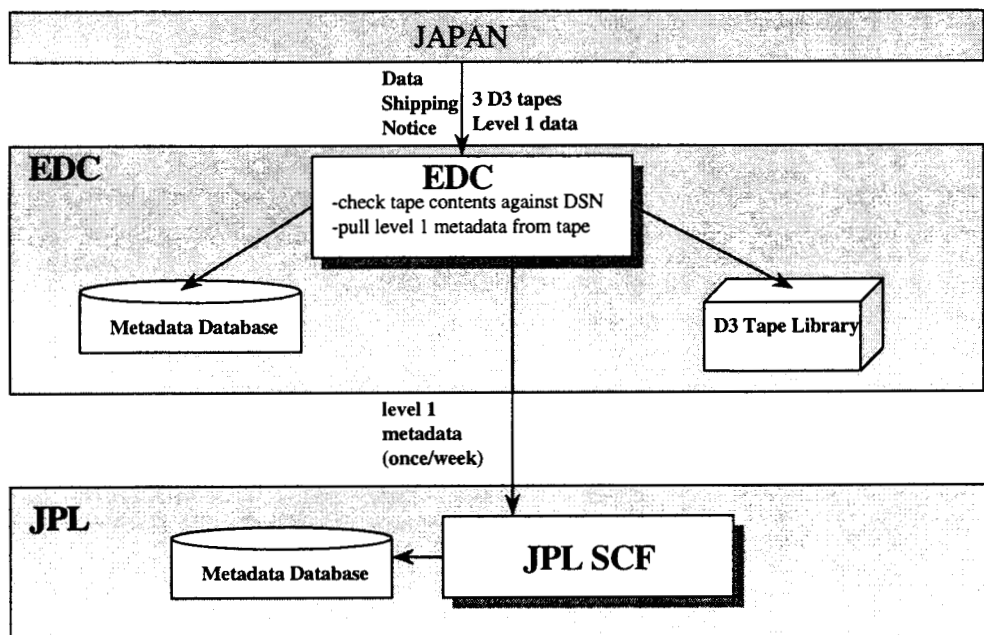 JAPAN
Data
Shipping
Notice
3 D3 tapes
Level 1 data
EDC
EDC
-check tape contents against DSN
-pull level 1 metadata from tape
Metadata Database
D3 Tape Library
level 1
metadata
(once/week)
JPL
JPL SCF
Metadata Database